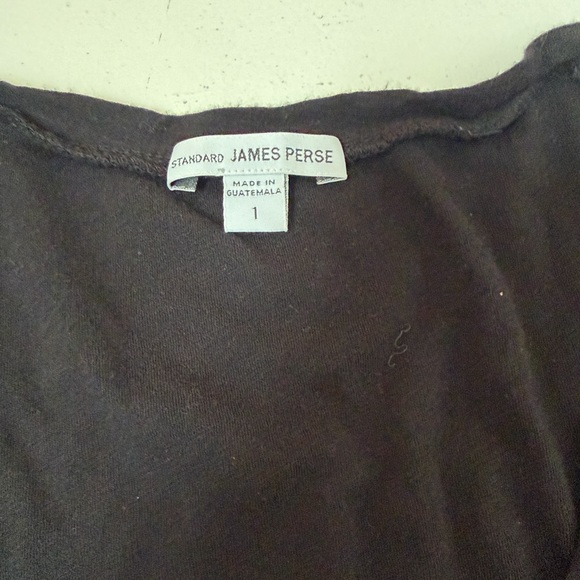 STANDARD JAMES PERSE
MADE IN
GUATEMALA
1